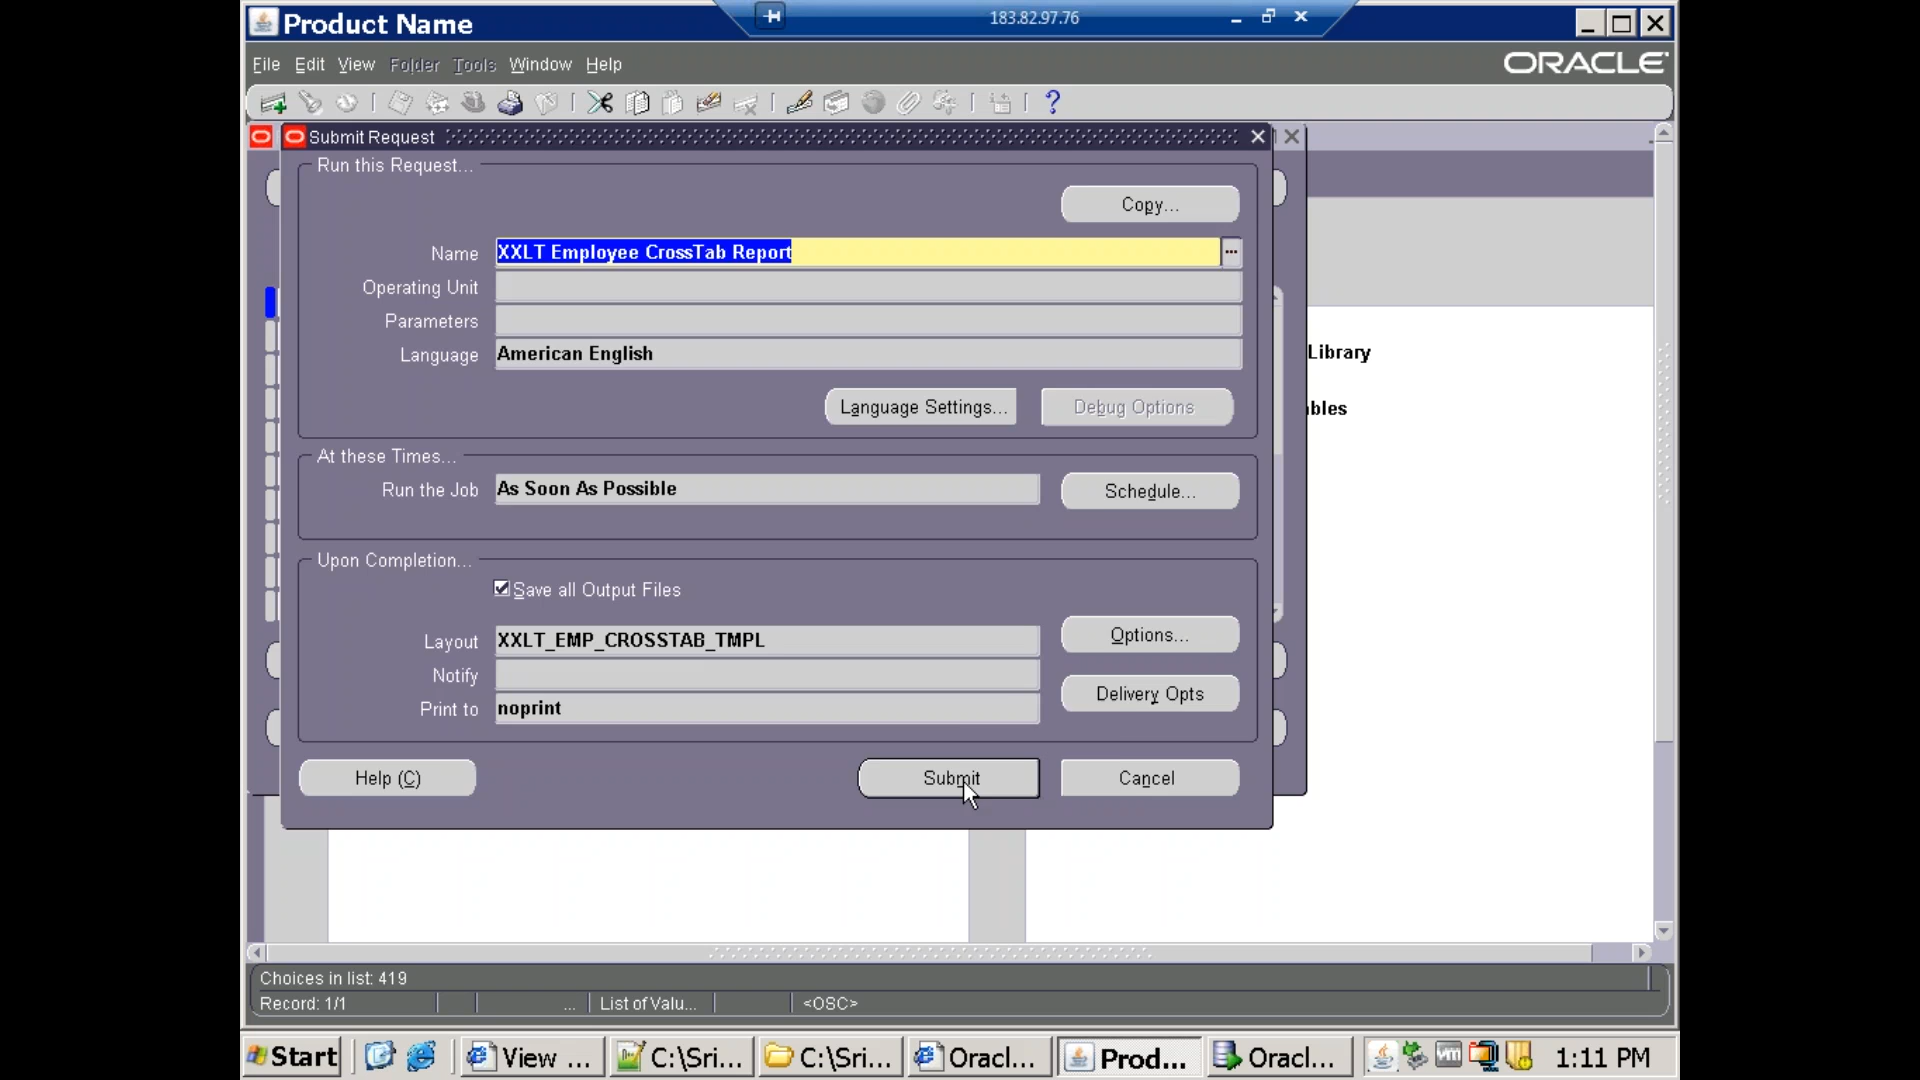 Product Name
183.82.97.76
File Edit View Folder Tools Window Help
ORACLE
Submit Request
Run this Request...
Copy...
Name XXLT Employee CrossTab Report
Operating Unit
Parameters
Language American English
Library
Language Settings... Debug Options
bles
At these Times...
Run the Job As Soon As Possible Schedule...
Upon Completion...
Save all Output Files
Layout XXLT_EMP_CROSSTAB_TMPL Options...
Notify
Print to noprint Delivery Opts
Help (C) Submit Cancel
Choices in list: 419
Record: 1/1 ... List of Valu... <OSC>
Start View ... C:\Sri... C:\Sri... Oracl... Prod... Oracl... 1:11 PM